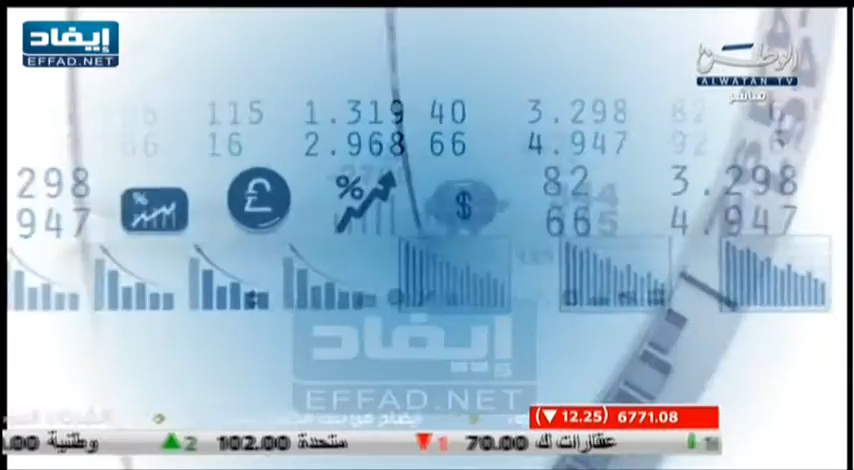 إيفاد
EFFAD.NET
الوطن
ALWATAN TV
مباشر
115 1.319 40 3.298 82
16 2.968 66 4.947 92
298
947
%
£
%
$
82 3.298
665 4.947
إيفاد
EFFAD.NET
(▼ 12.25) 6771.08
عقارات ك 70.00 ▼1 متحدة 102.00 ▲2 وطنية